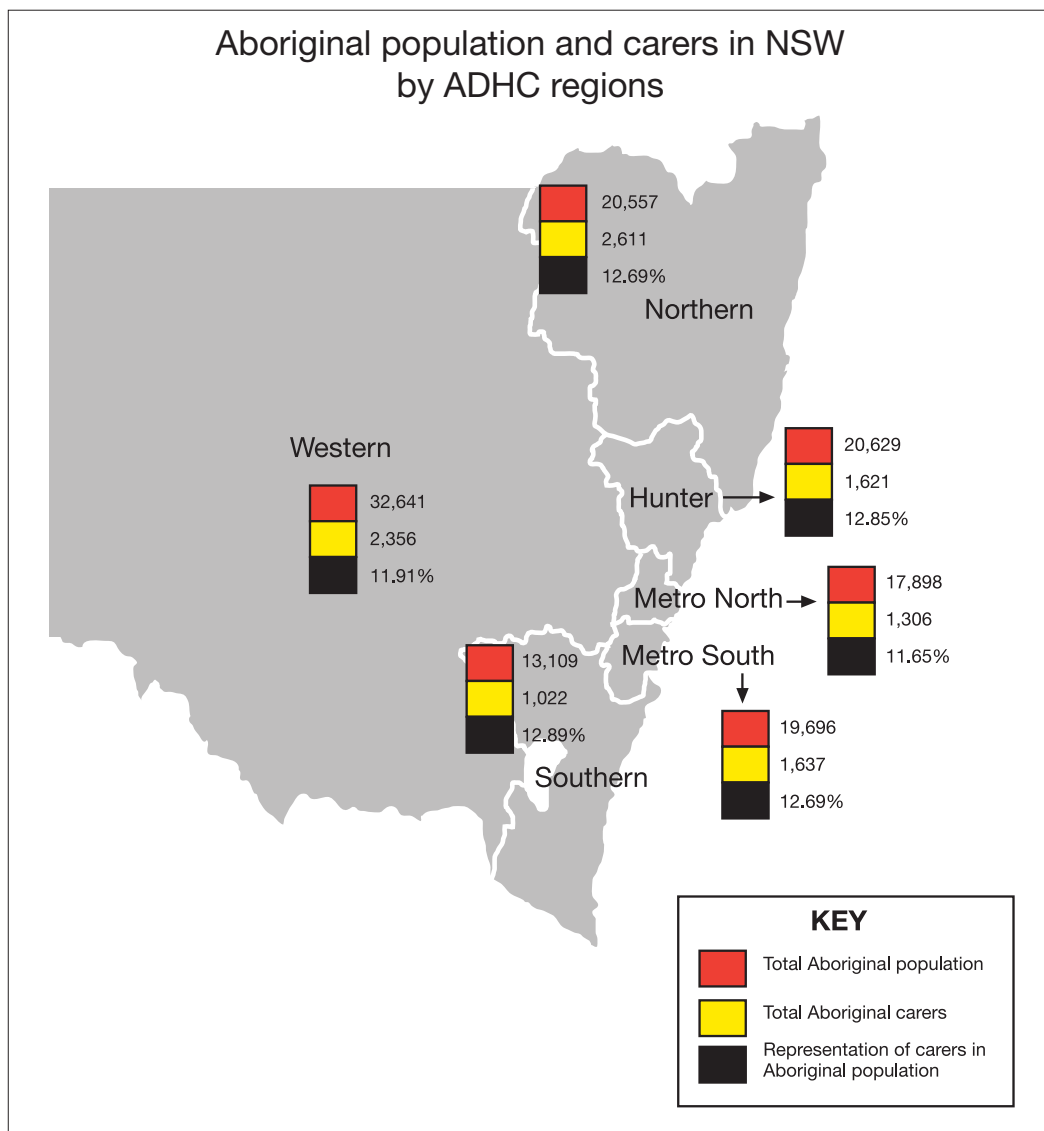 Aboriginal population and carers in NSW
by ADHC regions
20,557
2,611
12.69%
Northern
Western
32,641
2,356
11.91%
Hunter
20,629
1,621
12.85%
Metro North
17,898
1,306
11.65%
Metro South
19,696
1,637
12.69%
13,109
1,022
12.89%
Southern
KEY
Total Aboriginal population
Total Aboriginal carers
Representation of carers in
Aboriginal population